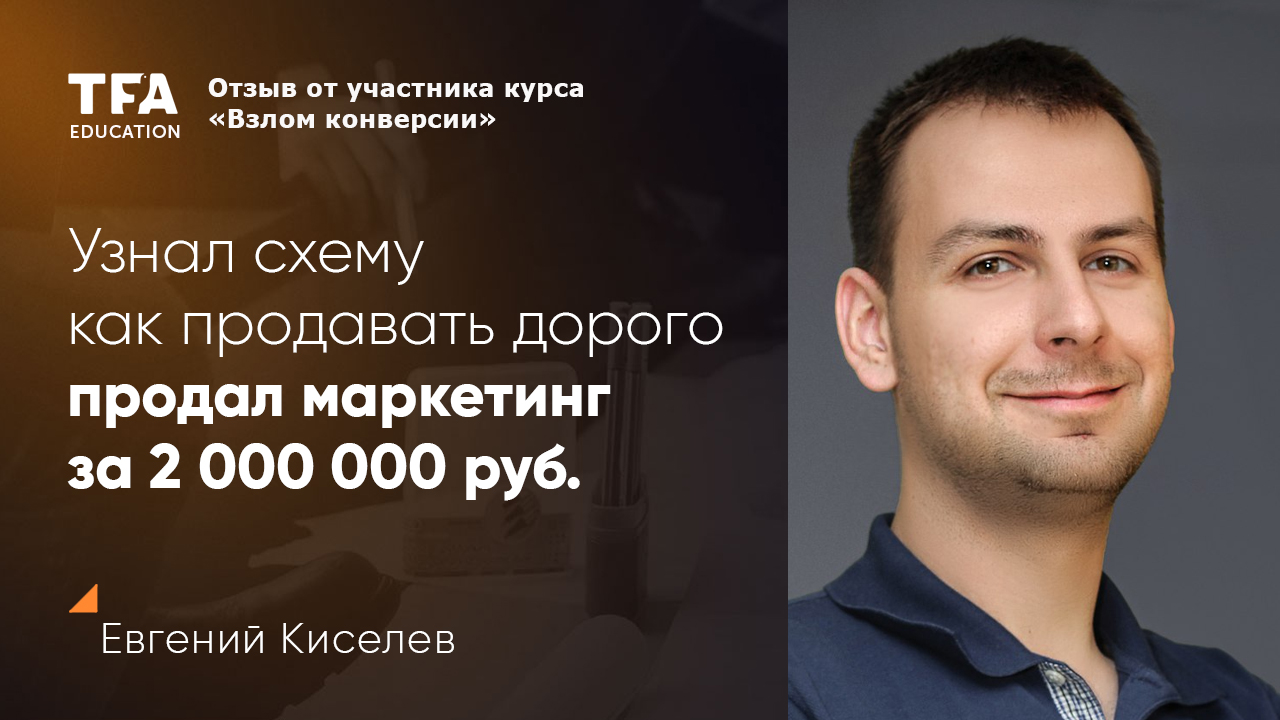 TFA
EDUCATION
Отзыв от участника курса
«Взлом конверсии»
Узнал схему
как продавать дорого
продал маркетинг
за 2 000 000 руб.
Евгений Киселев